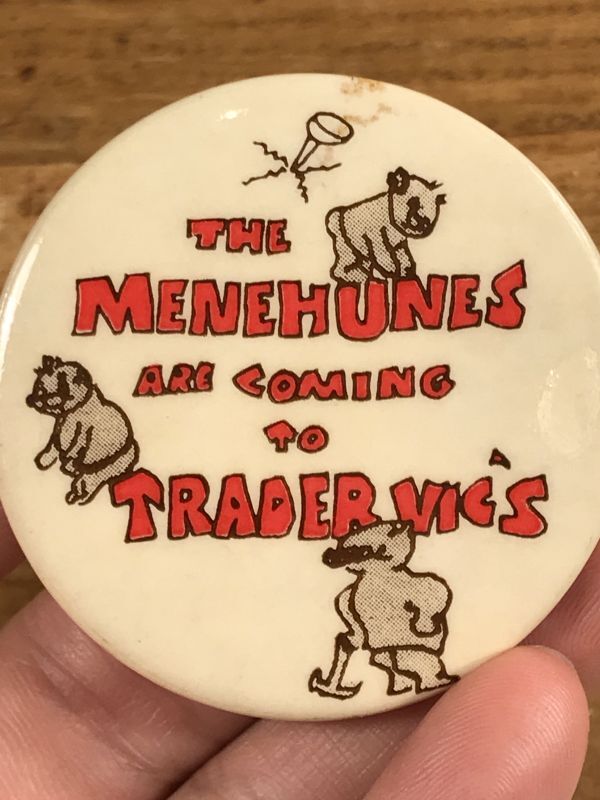 THE
MENEHUNES
ARE COMING
TO
TRADER VIC'S